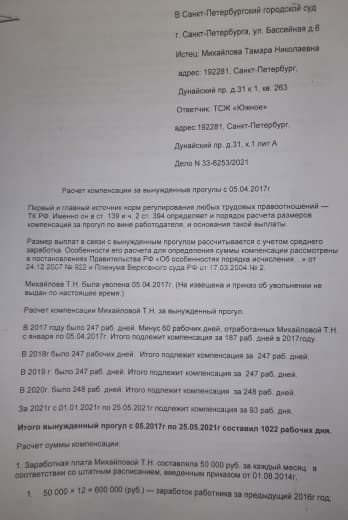 В Санкт-Петербургский городской суд
г. Санкт-Петербурга, ул. Бассейная д.6
Истец: Михайлова Тамара Николаевна
адрес: 192281, Санкт-Петербург,
Дунайский пр. д.31 к.1, кв. 263
Ответчик: ТСЖ «Южное»
адрес:192281, Санкт-Петербург,
Дунайский пр. д.31, к.1 лит А
Дело N 33-6253/2021
Расчет компенсации за вынужденные прогулы с 05.04.2017г
Первый и главный источник норм регулирования любых трудовых правоотношений —
ТК РФ. Именно он в ст. 139 и ч. 2 ст. 394 определяет и порядок расчета размеров
компенсаций за прогул по вине работодателя, и основания такой выплаты.
Размер выплат в связи с вынужденным прогулом рассчитывается с учетом среднего
заработка. Особенности его расчета для определения суммы компенсации рассмотрены
в постановлениях Правительства РФ «Об особенностях порядка исчисления…» от
24.12.2007 № 922 и Пленума Верховного суда РФ от 17.03.2004 № 2.
Михайлова Т.Н. была уволена 05.04.2017г. (Не извещена и приказ об увольнении не
выдан по настоящее время.)
Расчет компенсации Михайловой Т.Н. за вынужденный прогул.
В 2017 году было 247 раб. дней. Минус 60 рабочих дней, отработанных Михайловой Т.Н.
с января по 05.04.2017г. Итого подлежит компенсация за 187 раб. дней в 2017году.
В 2018г было 247 рабочих дней. Итого подлежит компенсация за 247 раб. дней.
В 2019 г. было 247 раб. дней. Итого подлежит компенсация за 247 раб. дней.
В 2020г. было 248 раб. дней. Итого подлежит компенсация за 248 раб. дней.
За 2021г с 01.01.2021г по 25.05.2021г подлежит компенсация за 93 раб. дня.
Итого вынужденный прогул с 05.2017г по 25.05.2021г составил 1022 рабочих дня.
Расчет суммы компенсации:
1. Заработная плата Михайловой Т.Н. составляла 50 000 руб. за каждый месяц в
соответствии со штатным расписанием, введенным приказом от 01.08.2014г.
1. 50 000 × 12 = 600 000 (руб.) — заработок работника за предыдущий 2016г год;